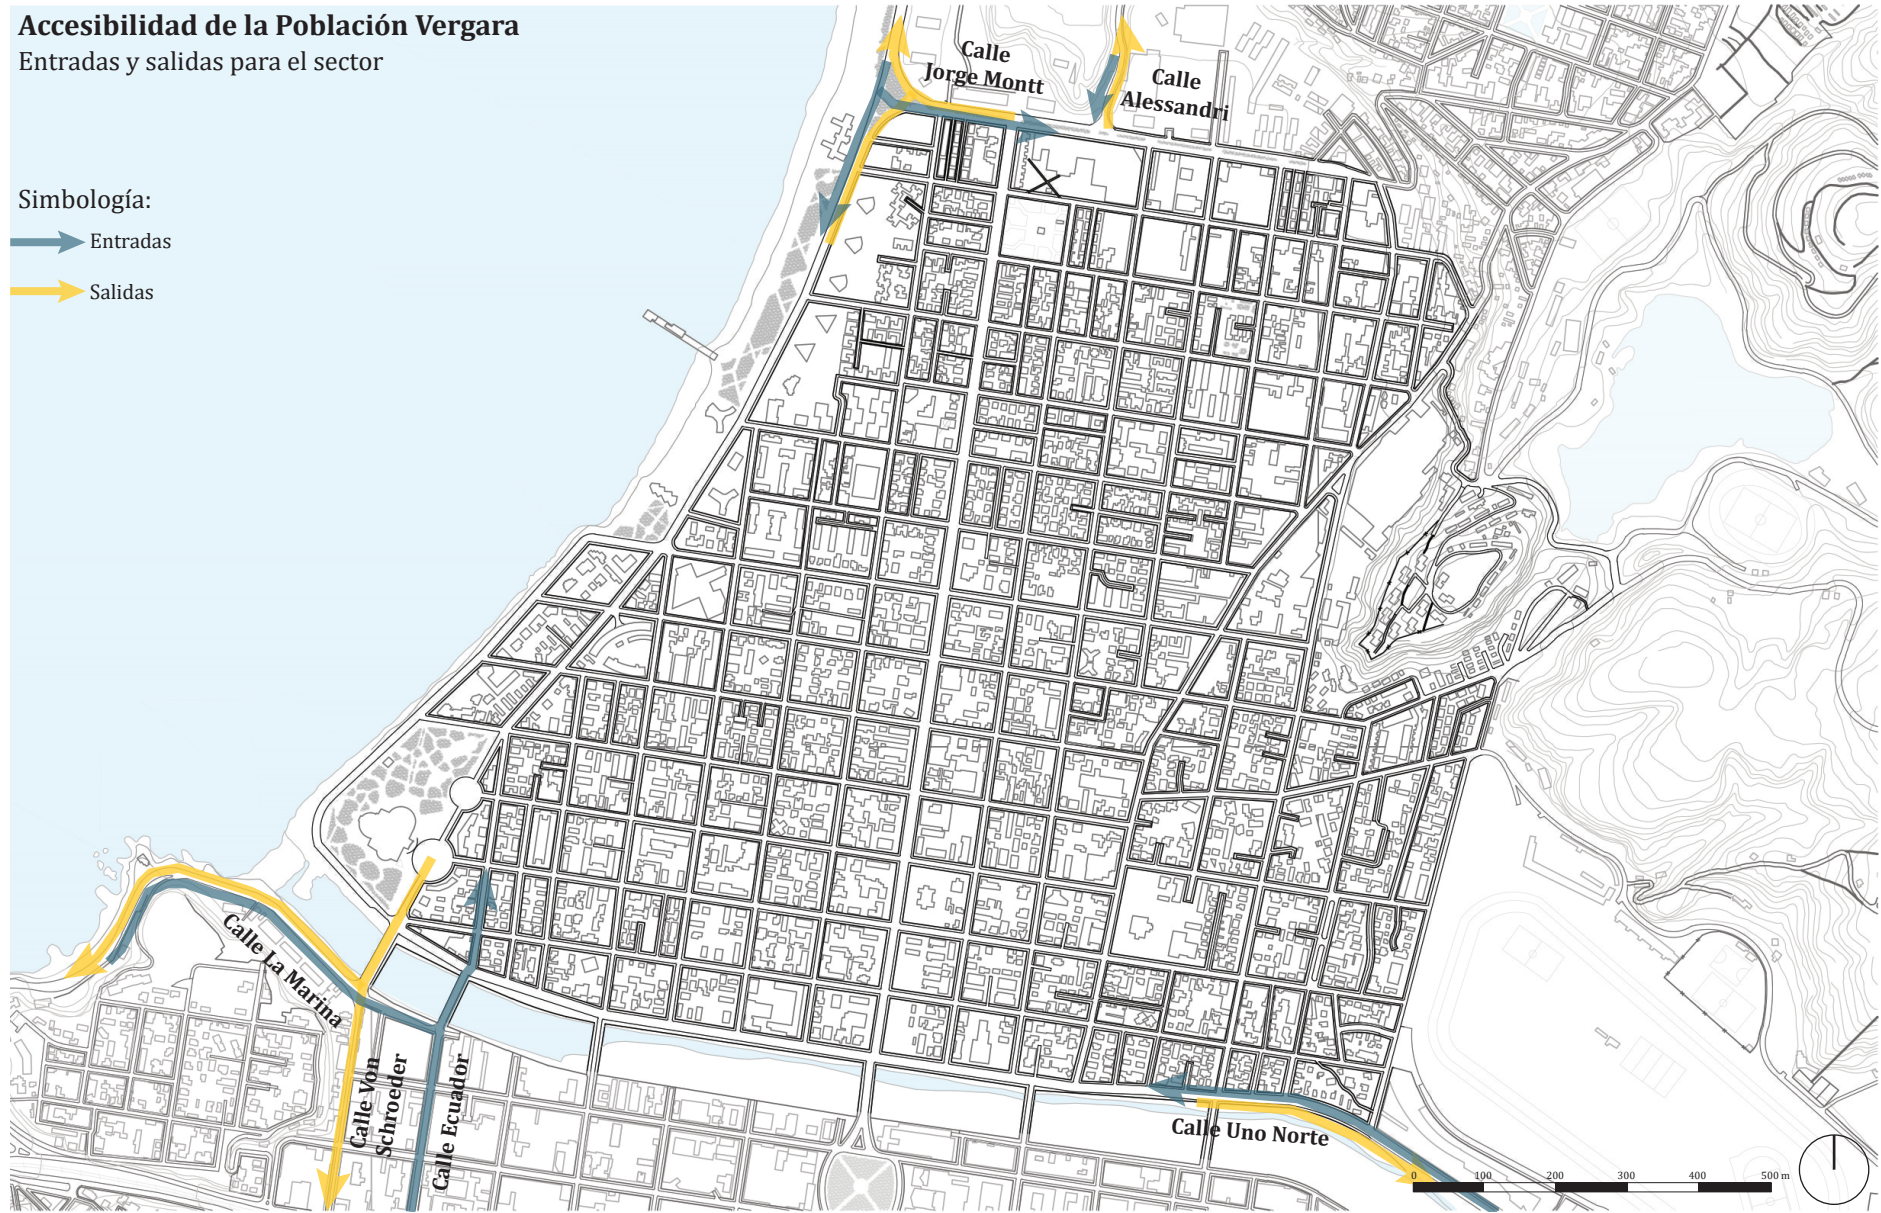 Accesibilidad de la Población Vergara
Entradas y salidas para el sector
Simbología:
Entradas
Salidas
Calle
Jorge Montt
Calle
Alessandri
Calle La Marina
Calle Von
Schroeder
Calle Ecuador
Calle Uno Norte
0 100 200 300 400 500 m